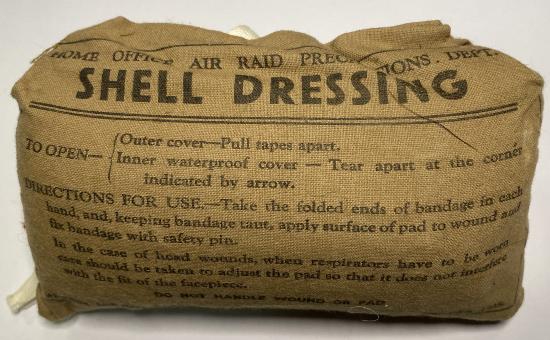 HOME OFFICE AIR RAID PREC IONS. DEPT.
SHELL DRESSING
TO OPEN— Outer cover—Pull tapes apart.
Inner waterproof cover — Tear apart at the corner
indicated by arrow.
DIRECTIONS FOR USE.—Take the folded ends of bandage in each
hand, and, keeping bandage taut, apply surface of pad to wound and
fix bandage with safety pin.
In the case of head wounds, when respirators have to be worn
care should be taken to adjust the pad so that it does not interfere
with the fit of the facepiece.
DO NOT HANDLE WOUND OR PAD.